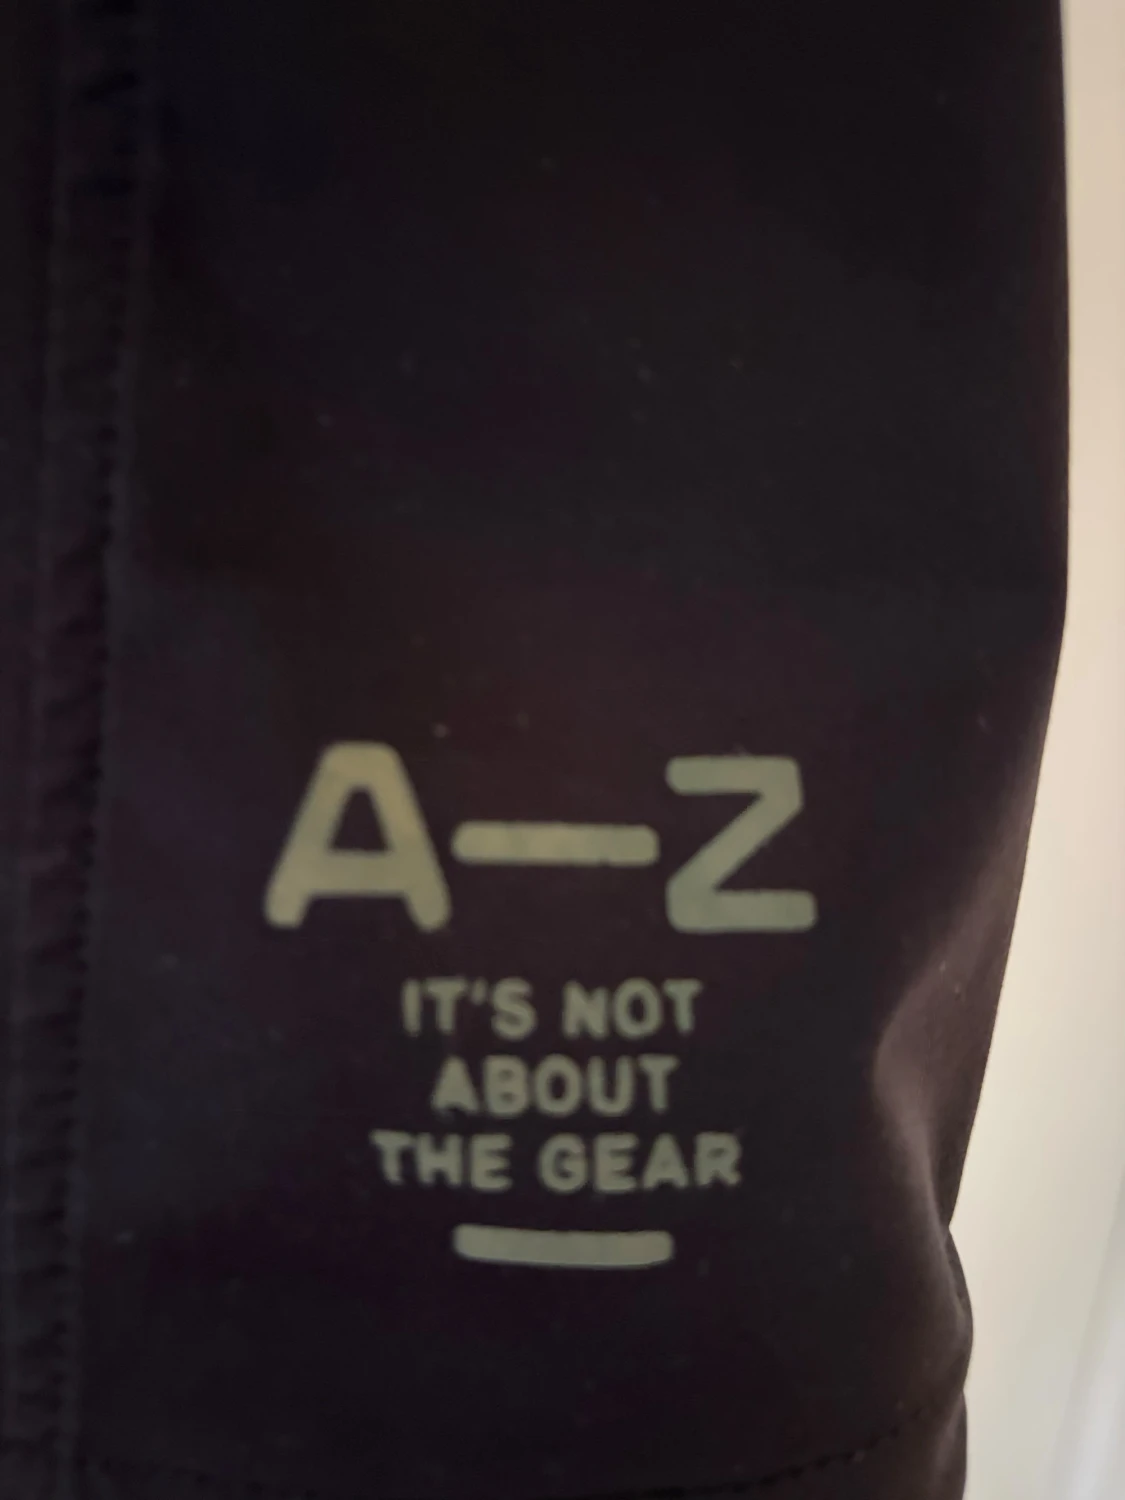 A–Z
IT'S NOT
ABOUT
THE GEAR